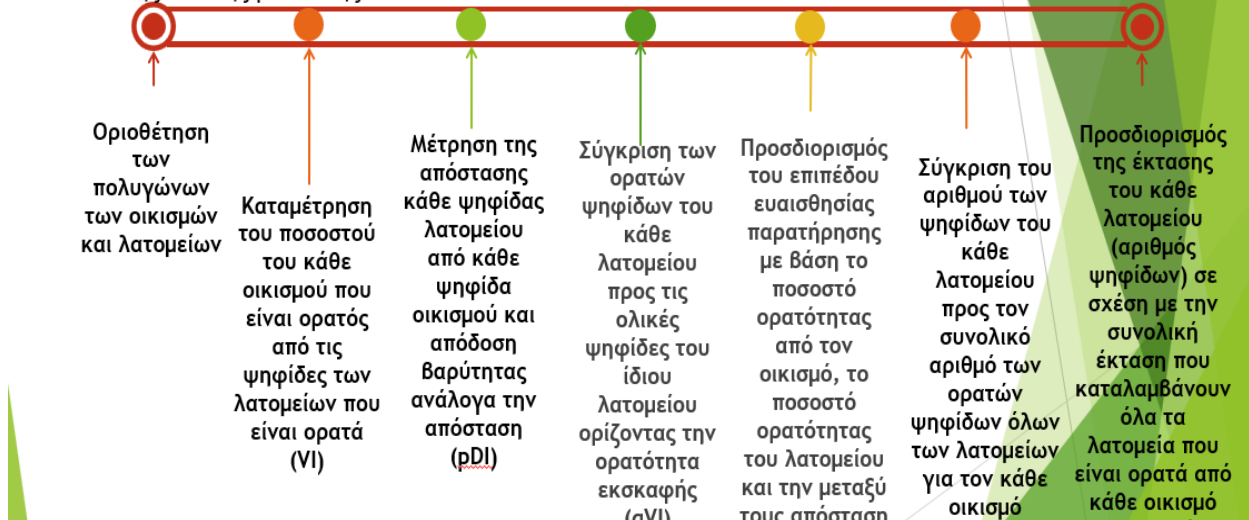 Οριοθέτηση
των
πολυγώνων
των οικισμών
και λατομείων
Καταμέτρηση
του ποσοστού
του κάθε
οικισμού που
είναι ορατός
από τις
ψηφίδες των
λατομείων που
είναι ορατά
(VI)
Μέτρηση της
απόστασης
κάθε ψηφίδας
λατομείου
από κάθε
ψηφίδα
οικισμού και
απόδοση
βαρύτητας
ανάλογα την
απόσταση
(pDI)
Σύγκριση των
ορατών
ψηφίδων του
κάθε
λατομείου
προς τις
ολικές
ψηφίδες του
ίδιου
λατομείου
ορίζοντας την
ορατότητα
εκσκαφής
(qVI)
Προσδιορισμός
του επιπέδου
ευαισθησίας
παρατήρησης
με βάση το
ποσοστό
ορατότητας
από τον
οικισμό, το
ποσοστό
ορατότητας
του λατομείου
και την μεταξύ
τους απόσταση
Σύγκριση του
αριθμού των
ψηφίδων του
κάθε
λατομείου
προς τον
συνολικό
αριθμό των
ορατών
ψηφίδων όλων
των λατομείων
για τον κάθε
οικισμό
Προσδιορισμός
της έκτασης
του κάθε
λατομείου
(αριθμός
ψηφίδων) σε
σχέση με την
συνολική
έκταση που
καταλαμβάνουν
όλα τα
λατομεία που
είναι ορατά από
κάθε οικισμό